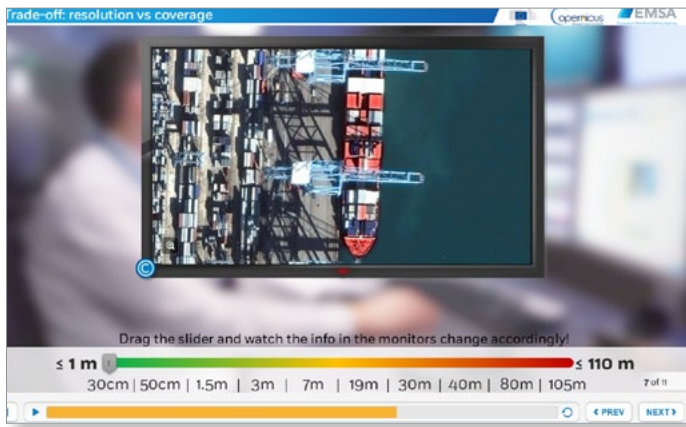 Trade-off: resolution vs coverage
opernicus
EMSA
Drag the slider and watch the info in the monitors change accordingly!
≤ 1 m
≤ 110 m
30cm | 50cm | 1.5m | 3m | 7m | 19m | 30m | 40m | 80m | 105m
7 of 11
< PREV
NEXT >